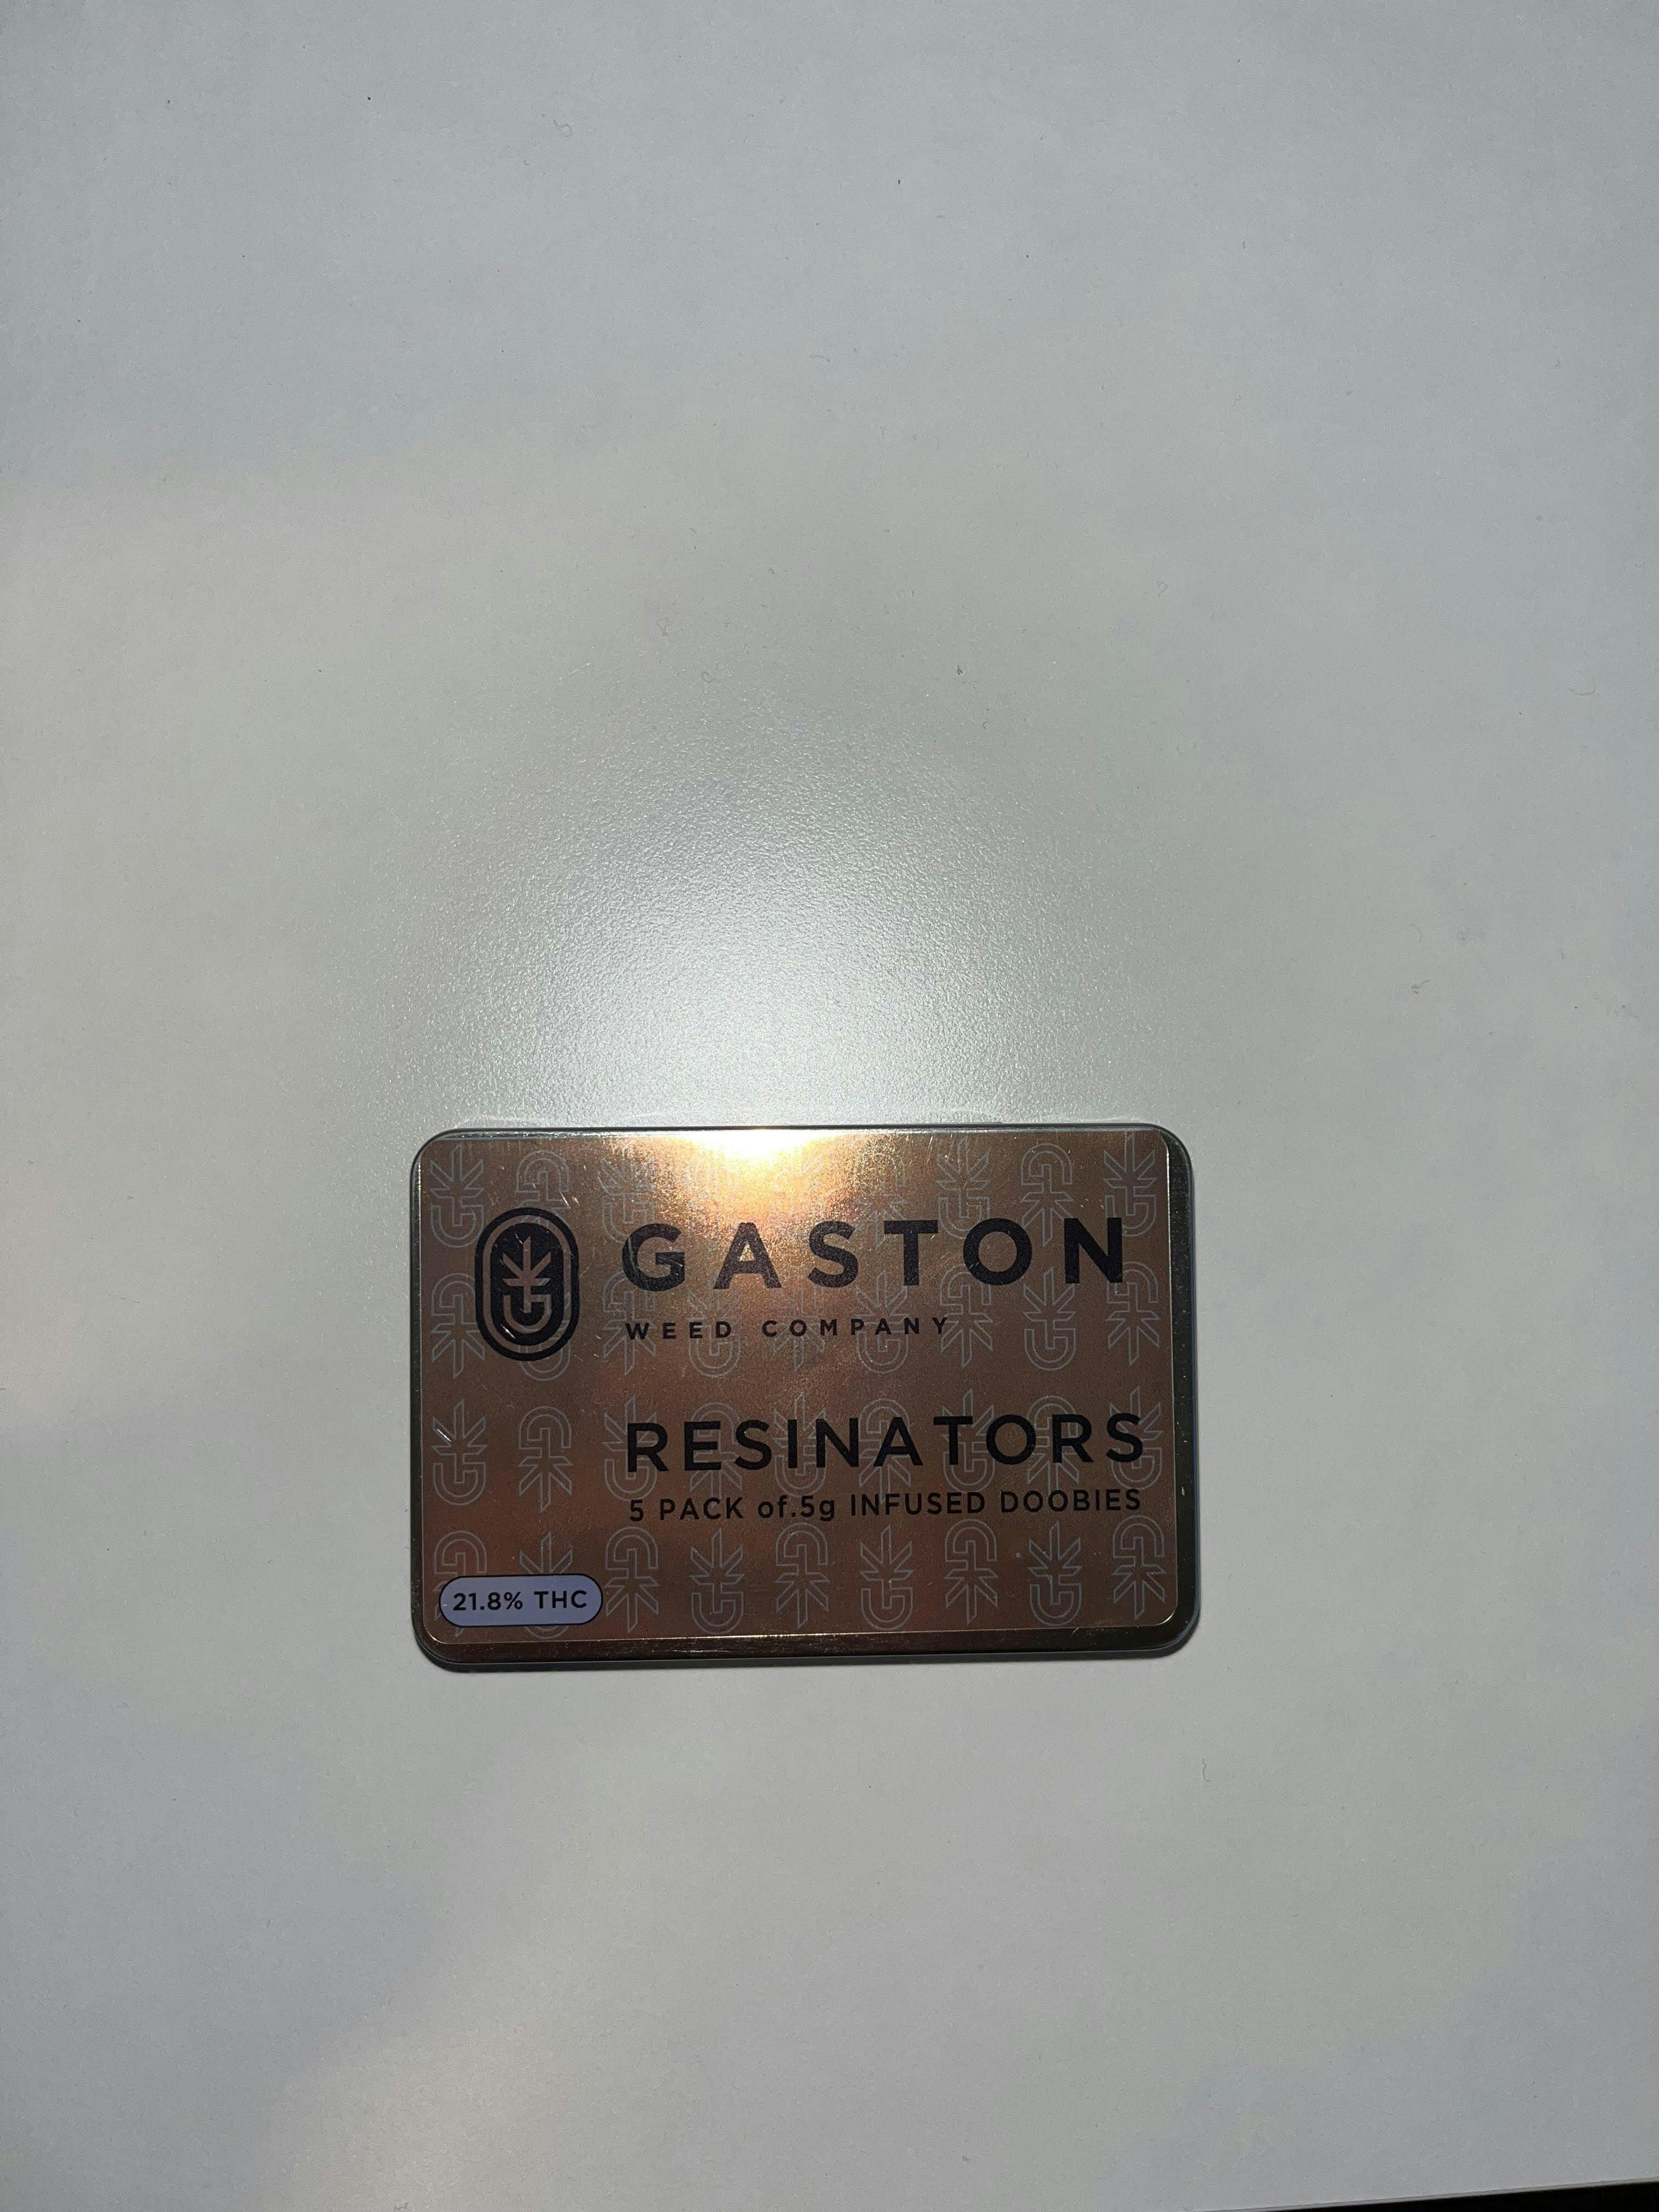 GASTON
WEED COMPANY
RESINATORS
5 PACK of.5g INFUSED DOOBIES
21.8% THC